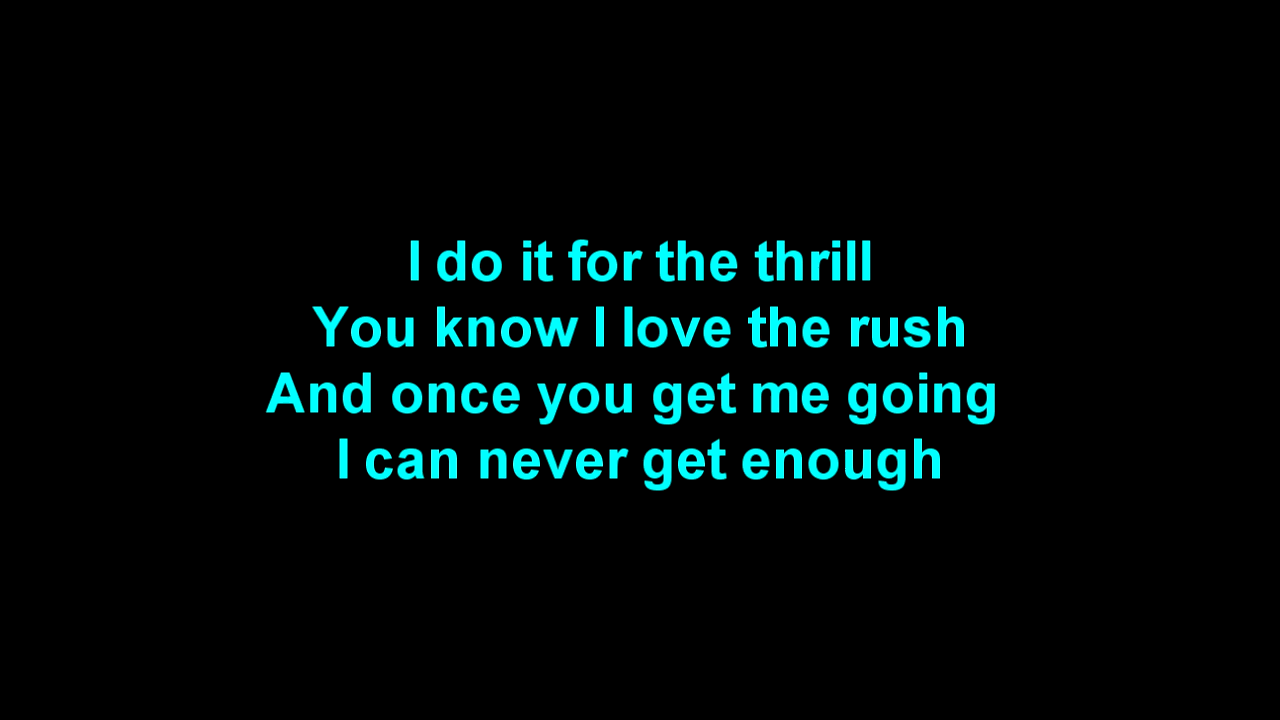 I do it for the thrill
You know I love the rush
And once you get me going
I can never get enough